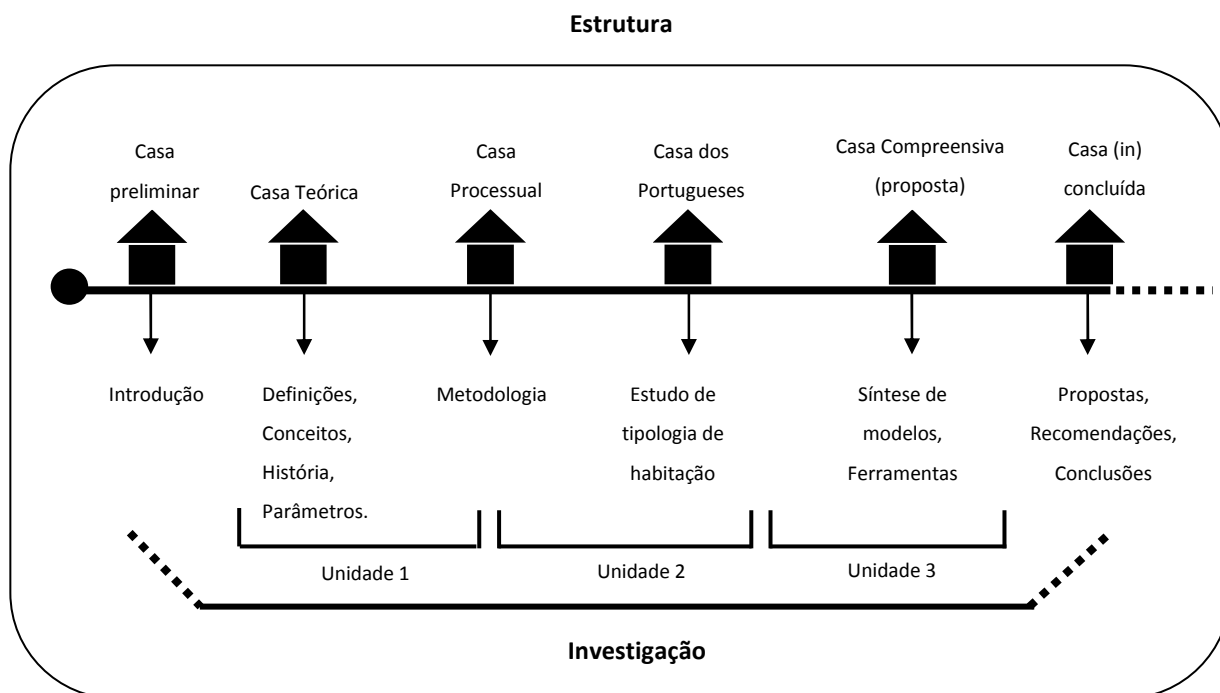 Estrutura
Casa
preliminar
Casa Teórica
Casa
Processual
Casa dos
Portugueses
Casa Compreensiva
(proposta)
Casa (in)
concluída
Introdução
Definições,
Conceitos,
História,
Parâmetros.
Metodologia
Estudo de
tipologia de
habitação
Síntese de
modelos,
Ferramentas
Propostas,
Recomendações,
Conclusões
Unidade 1
Unidade 2
Unidade 3
Investigação